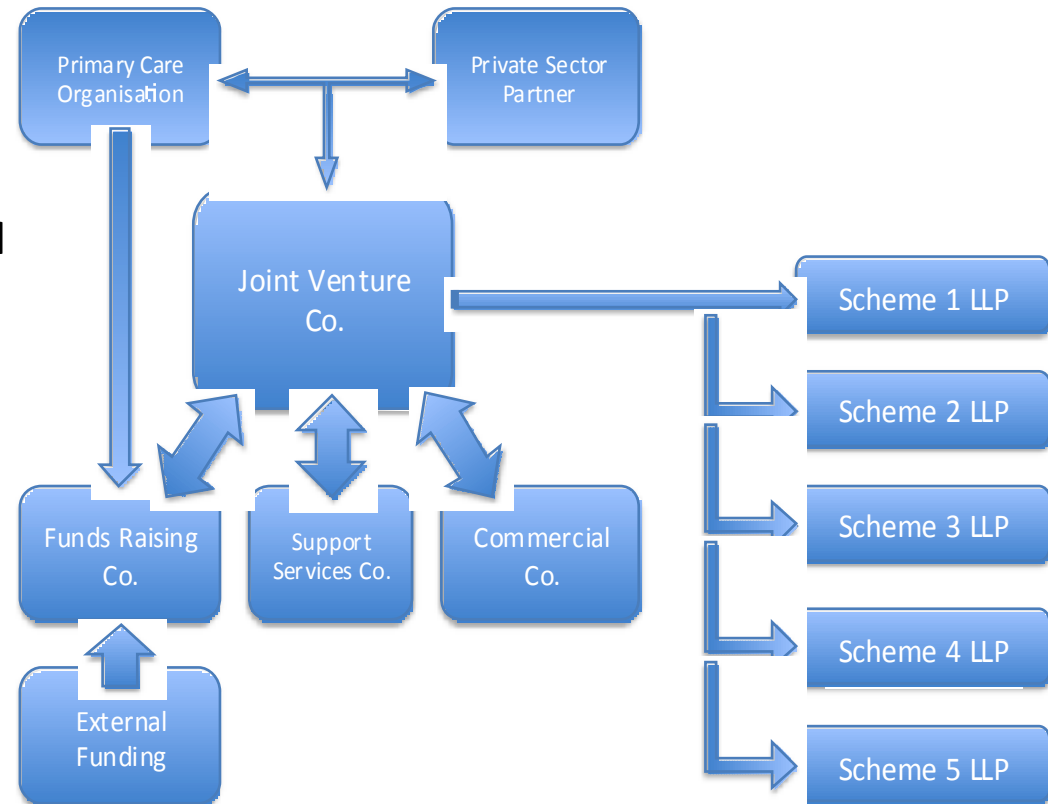 Primary Care
Organisation
Private Sector
Partner
Joint Venture
Co.
Scheme 1 LLP
Scheme 2 LLP
Scheme 3 LLP
Scheme 4 LLP
Scheme 5 LLP
Funds Raising
Co.
Support
Services Co.
Commercial
Co.
External
Funding